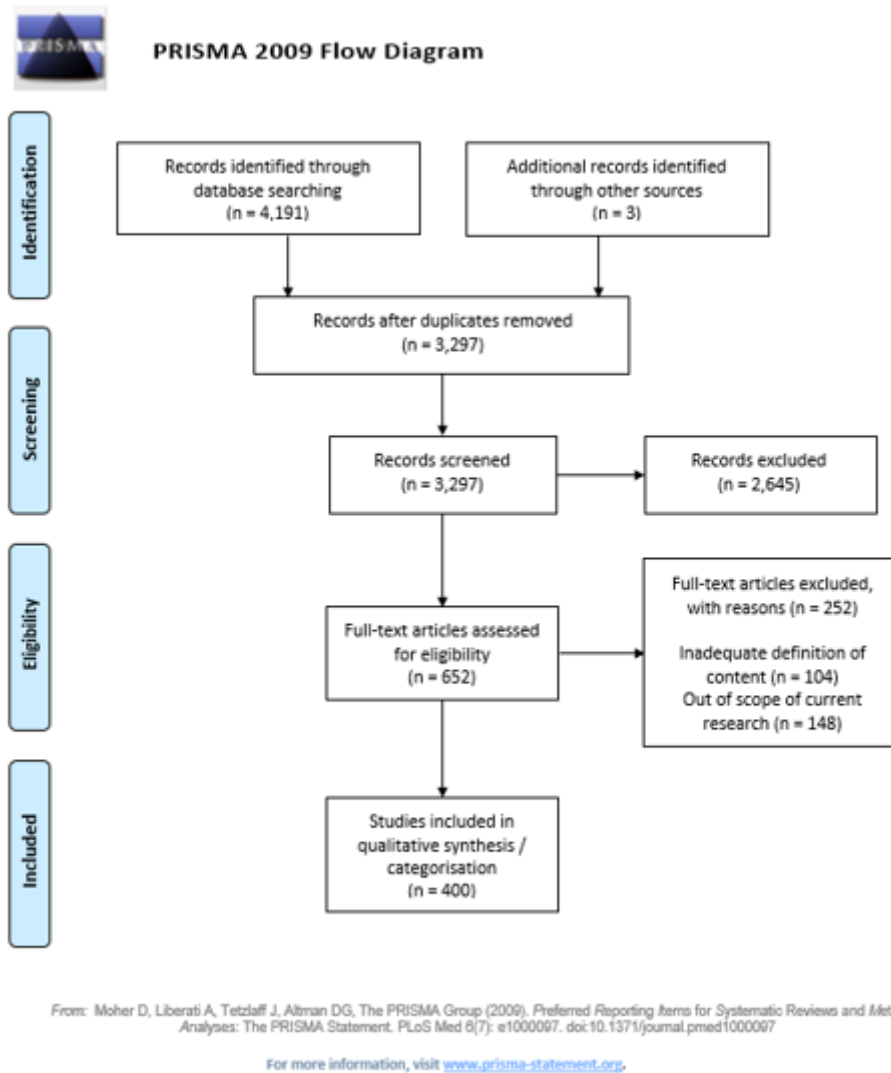 PRISMA
PRISMA 2009 Flow Diagram
Identification
Records identified through
database searching
(n = 4,191)
Additional records identified
through other sources
(n = 3)
Records after duplicates removed
(n = 3,297)
Screening
Records screened
(n = 3,297)
Records excluded
(n = 2,645)
Eligibility
Full-text articles assessed
for eligibility
(n = 652)
Full-text articles excluded,
with reasons (n = 252)
Inadequate definition of
content (n = 104)
Out of scope of current
research (n = 148)
Included
Studies included in
qualitative synthesis /
categorisation
(n = 400)
From: Moher D, Liberati A, Tetzlaff J, Altman DG, The PRISMA Group (2009). Preferred Reporting Items for Systematic Reviews and Met
Analyses: The PRISMA Statement. PLoS Med 6(7): e1000097. doi:10.1371/journal.pmed1000097
For more information, visit www.prisma-statement.org.